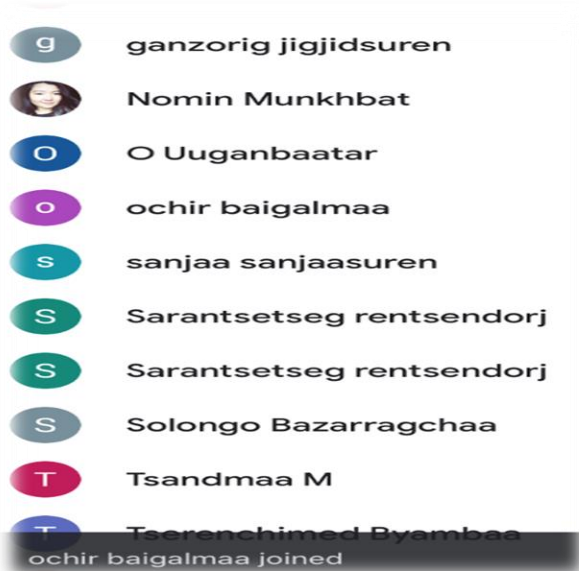 g ganzorig jigjidsuren
Nomin Munkhbat
O O Uuganbaatar
o ochir baigalmaa
s sanjaa sanjaasuren
S Sarantsetseg rentsendorj
S Sarantsetseg rentsendorj
S Solongo Bazarragchaa
T Tsandmaa M
T Tserenchimed Byambaa
ochir baigalmaa joined